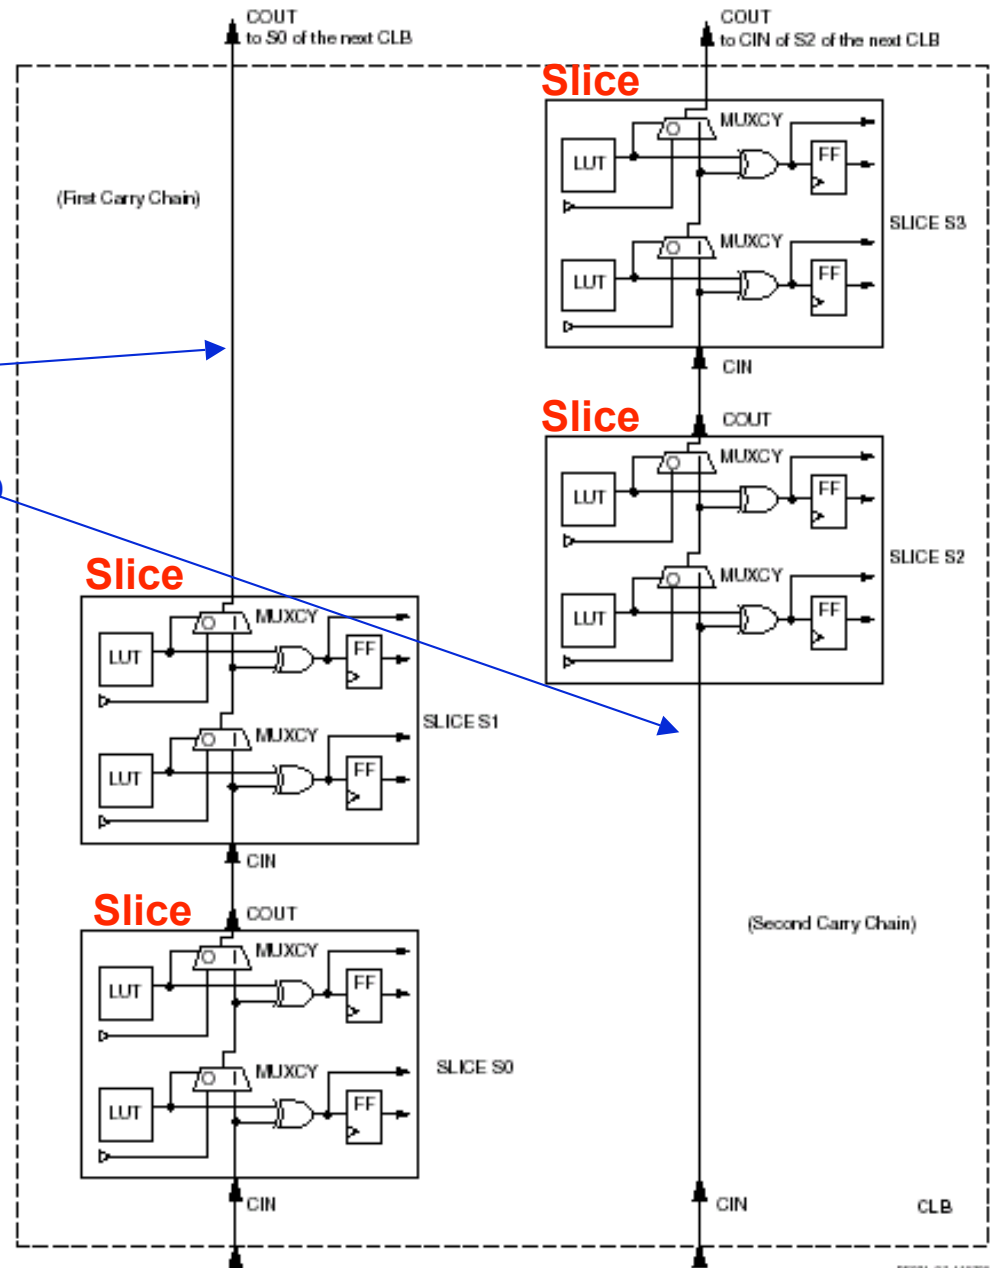 COUT
to S0 of the next CLB
COUT
to CIN of S2 of the next CLB
Slice
MUXCY
LUT
FF
(First Carry Chain)
SLICE S3
MUXCY
LUT
FF
CIN
Slice
COUT
MUXCY
LUT
FF
SLICE S2
MUXCY
LUT
FF
Slice
MUXCY
LUT
FF
SLICE S1
MUXCY
LUT
FF
CIN
Slice
COUT
MUXCY
LUT
FF
(Second Carry Chain)
SLICE S0
MUXCY
LUT
FF
CIN
CIN
CLB